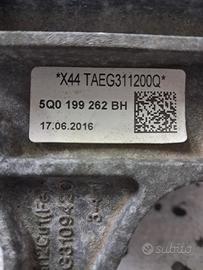 *X44 TAEG311200Q*
5Q0 199 262 BH
17.06.2016
subito